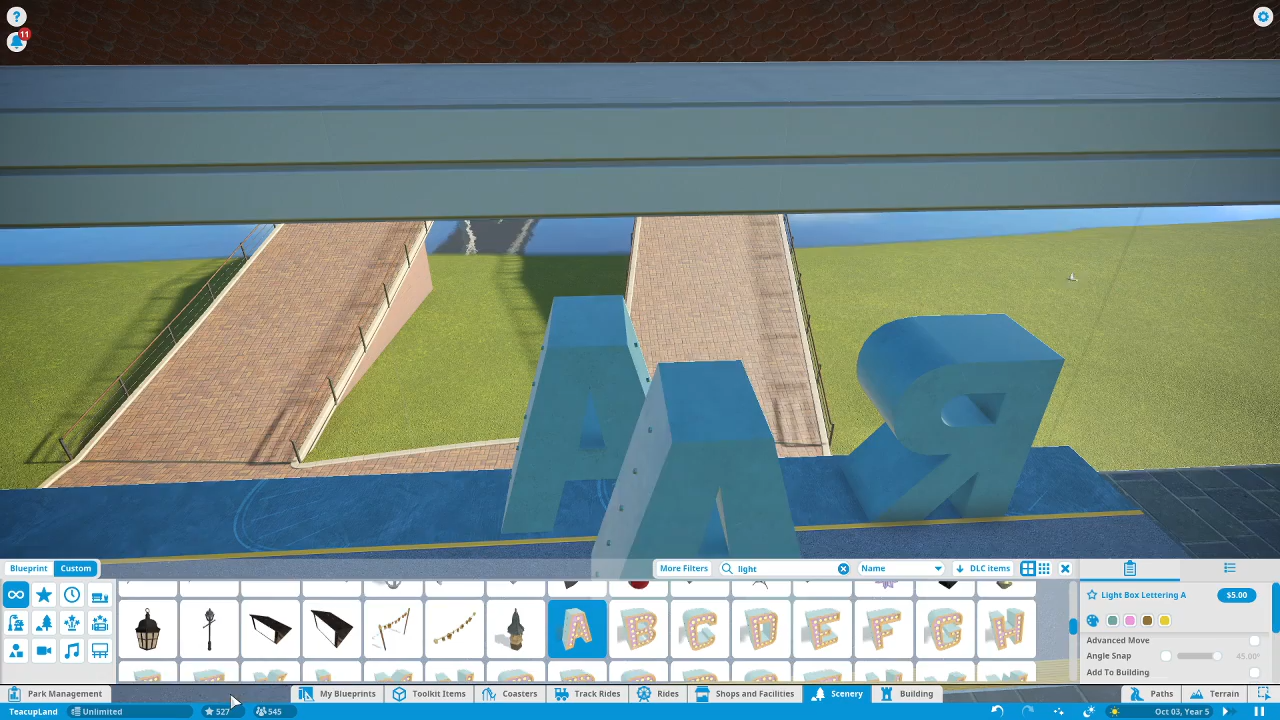 ?
11
A
A
R
Blueprint Custom More Filters light Name DLC items
Light Box Lettering A $5.00
Advanced Move
Angle Snap 45.00°
Add To Building
A B C D E F G H
Park Management My Blueprints Toolkit Items Coasters Track Rides Rides Shops and Facilities Scenery Building Paths Terrain
TeacupLand Unlimited 527 545 Oct 03, Year 5